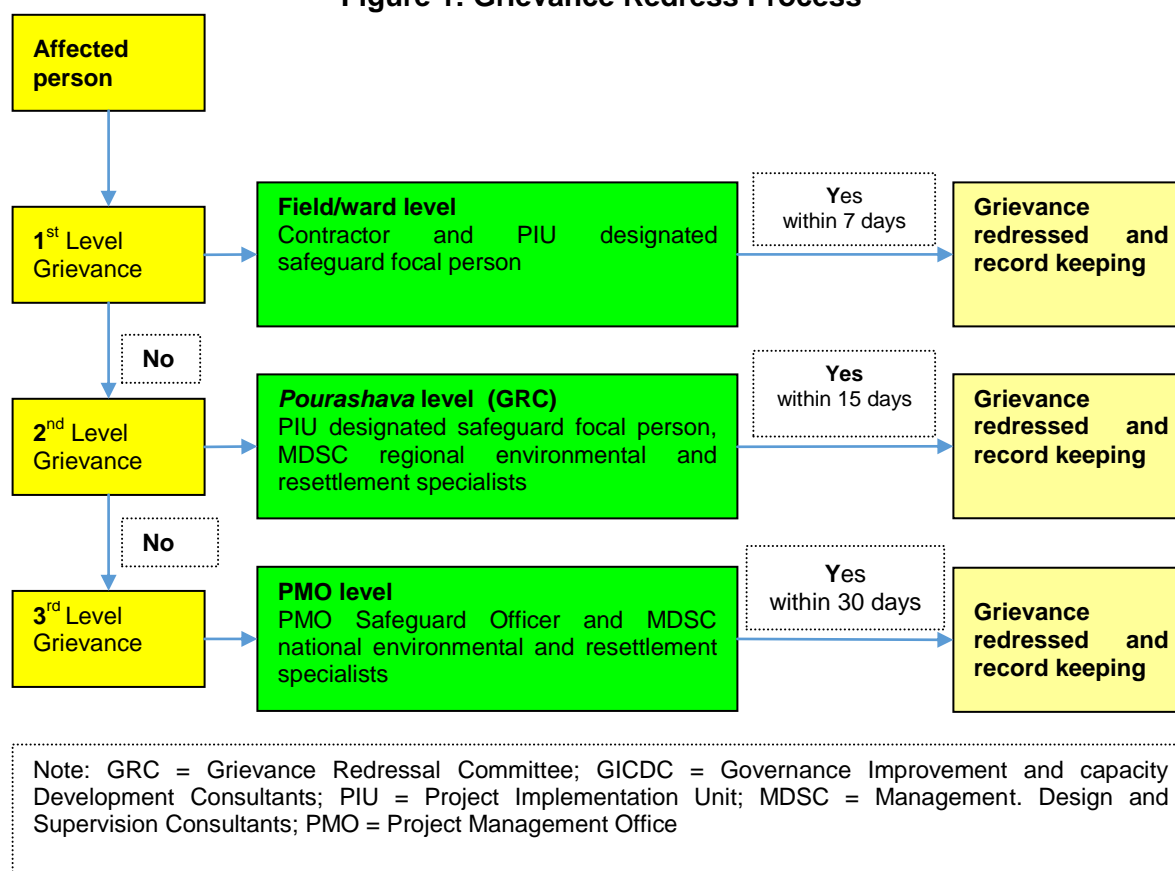 Figure 1: Grievance Redress Process
Affected
person
1st Level
Grievance
Field/ward level
Contractor and PIU designated
safeguard focal person
Yes
within 7 days
Grievance
redressed and
record keeping
No
2nd Level
Grievance
Pourashava level (GRC)
PIU designated safeguard focal person,
MDSC regional environmental and
resettlement specialists
Yes
within 15 days
Grievance
redressed and
record keeping
No
3rd Level
Grievance
PMO level
PMO Safeguard Officer and MDSC
national environmental and resettlement
specialists
Yes
within 30 days
Grievance
redressed and
record keeping
Note: GRC = Grievance Redressal Committee; GICDC = Governance Improvement and capacity
Development Consultants; PIU = Project Implementation Unit; MDSC = Management. Design and
Supervision Consultants; PMO = Project Management Office